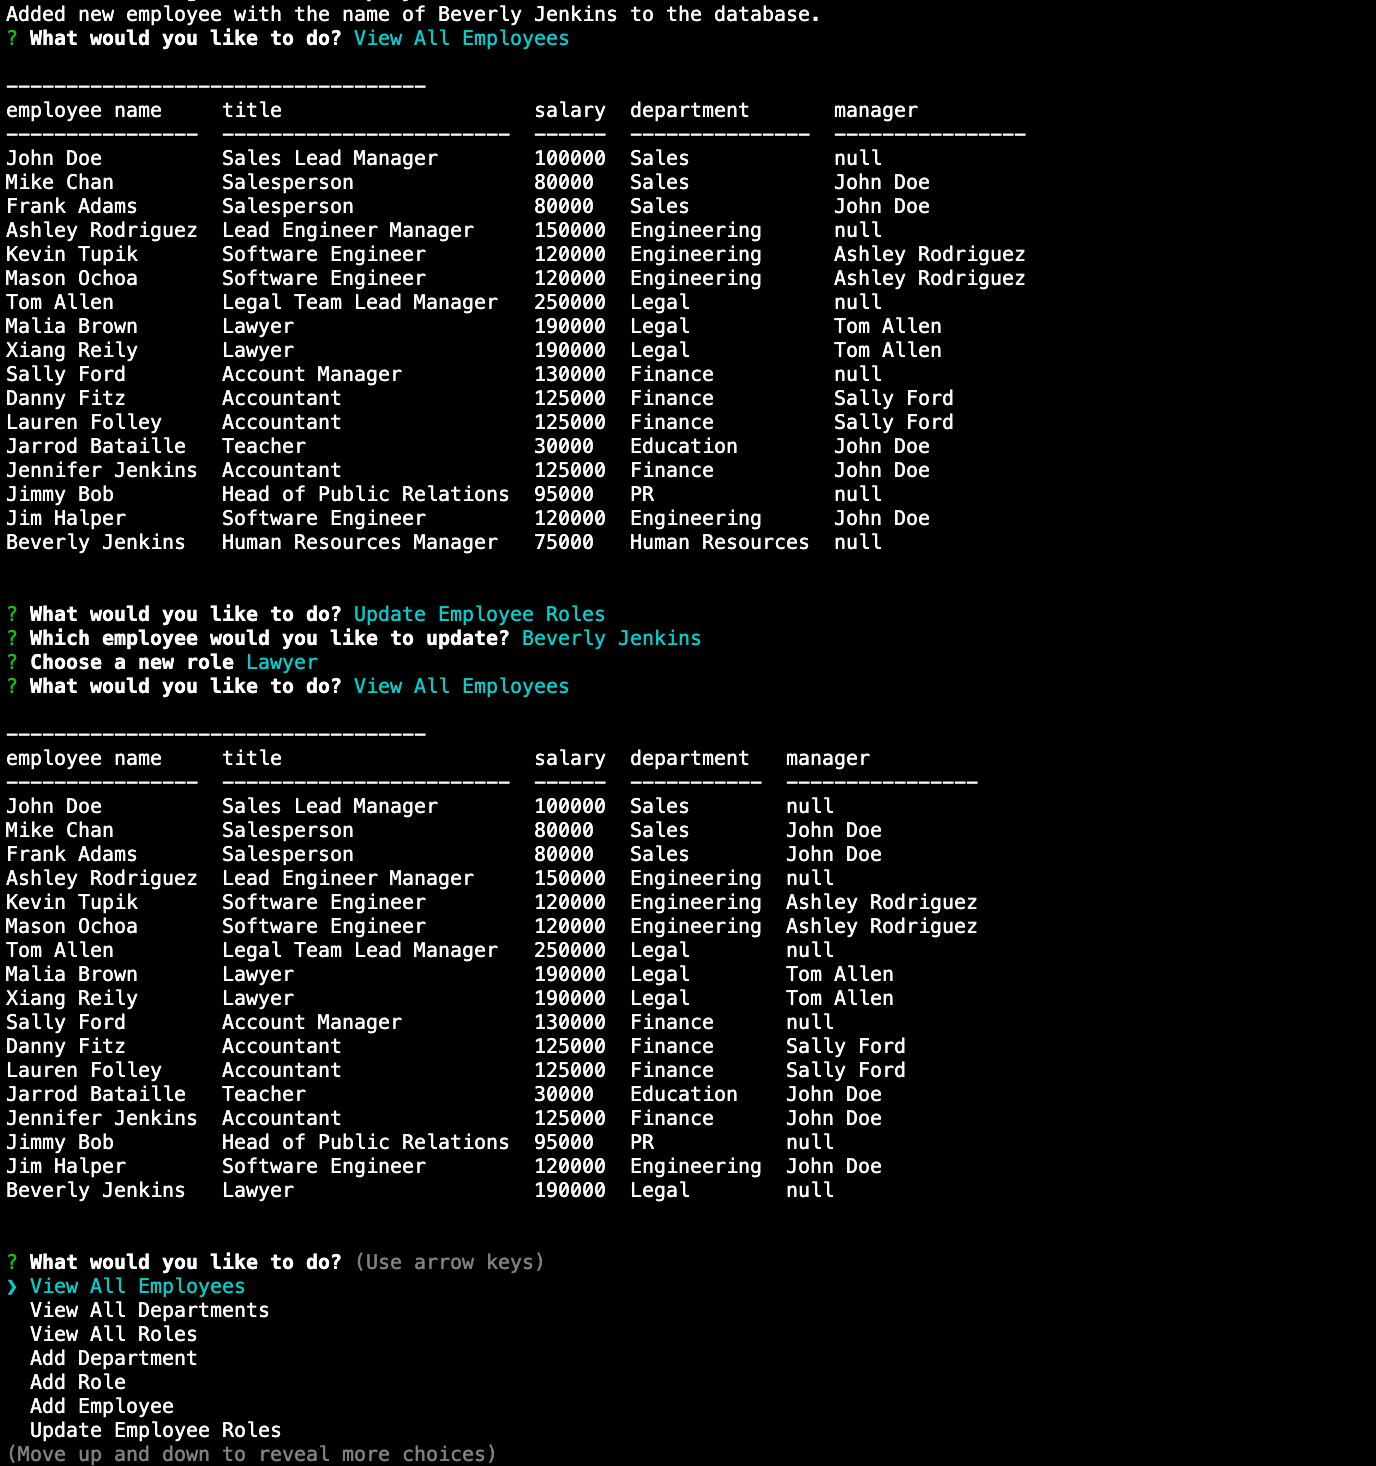 Added new employee with the name of Beverly Jenkins to the database.
? What would you like to do? View All Employees
-----------------------------------
employee name     title                     salary  department       manager
----------------  ------------------------  ------  ---------------  ----------------
John Doe          Sales Lead Manager        100000  Sales            null
Mike Chan         Salesperson               80000   Sales            John Doe
Frank Adams       Salesperson               80000   Sales            John Doe
Ashley Rodriguez  Lead Engineer Manager     150000  Engineering      null
Kevin Tupik       Software Engineer         120000  Engineering      Ashley Rodriguez
Mason Ochoa       Software Engineer         120000  Engineering      Ashley Rodriguez
Tom Allen         Legal Team Lead Manager   250000  Legal            null
Malia Brown       Lawyer                    190000  Legal            Tom Allen
Xiang Reily       Lawyer                    190000  Legal            Tom Allen
Sally Ford        Account Manager           130000  Finance          null
Danny Fitz        Accountant                125000  Finance          Sally Ford
Lauren Folley     Accountant                125000  Finance          Sally Ford
Jarrod Bataille   Teacher                   30000   Education        John Doe
Jennifer Jenkins  Accountant                125000  Finance          John Doe
Jimmy Bob         Head of Public Relations  95000   PR               null
Jim Halper        Software Engineer         120000  Engineering      John Doe
Beverly Jenkins   Human Resources Manager   75000   Human Resources  null
? What would you like to do? Update Employee Roles
? Which employee would you like to update? Beverly Jenkins
? Choose a new role Lawyer
? What would you like to do? View All Employees
-----------------------------------
employee name     title                     salary  department   manager
----------------  ------------------------  ------  -----------  ----------------
John Doe          Sales Lead Manager        100000  Sales        null
Mike Chan         Salesperson               80000   Sales        John Doe
Frank Adams       Salesperson               80000   Sales        John Doe
Ashley Rodriguez  Lead Engineer Manager     150000  Engineering  null
Kevin Tupik       Software Engineer         120000  Engineering  Ashley Rodriguez
Mason Ochoa       Software Engineer         120000  Engineering  Ashley Rodriguez
Tom Allen         Legal Team Lead Manager   250000  Legal        null
Malia Brown       Lawyer                    190000  Legal        Tom Allen
Xiang Reily       Lawyer                    190000  Legal        Tom Allen
Sally Ford        Account Manager           130000  Finance      null
Danny Fitz        Accountant                125000  Finance      Sally Ford
Lauren Folley     Accountant                125000  Finance      Sally Ford
Jarrod Bataille   Teacher                   30000   Education    John Doe
Jennifer Jenkins  Accountant                125000  Finance      John Doe
Jimmy Bob         Head of Public Relations  95000   PR           null
Jim Halper        Software Engineer         120000  Engineering  John Doe
Beverly Jenkins   Lawyer                    190000  Legal        null
? What would you like to do? (Use arrow keys)
❯ View All Employees
  View All Departments
  View All Roles
  Add Department
  Add Role
  Add Employee
  Update Employee Roles
(Move up and down to reveal more choices)